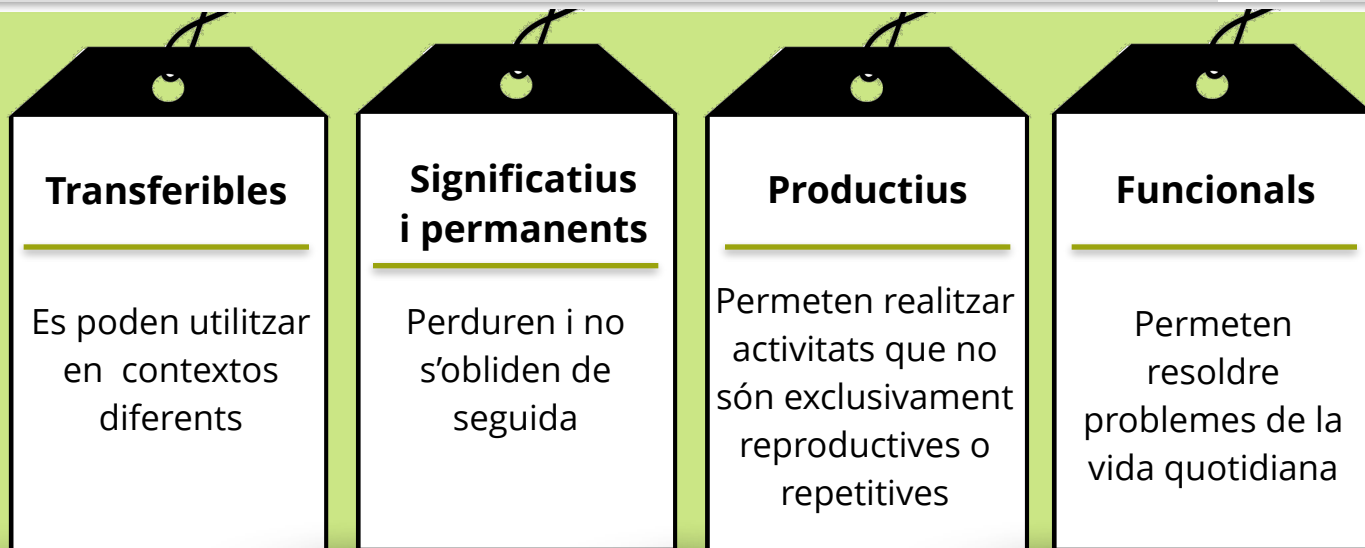 Transferibles
Es poden utilitzar
en contextos
diferents
Significatius
i permanents
Perduren i no
s’obliden de
seguida
Productius
Permeten realitzar
activitats que no
són exclusivament
reproductives o
repetitives
Funcionals
Permeten
resoldre
problemes de la
vida quotidiana